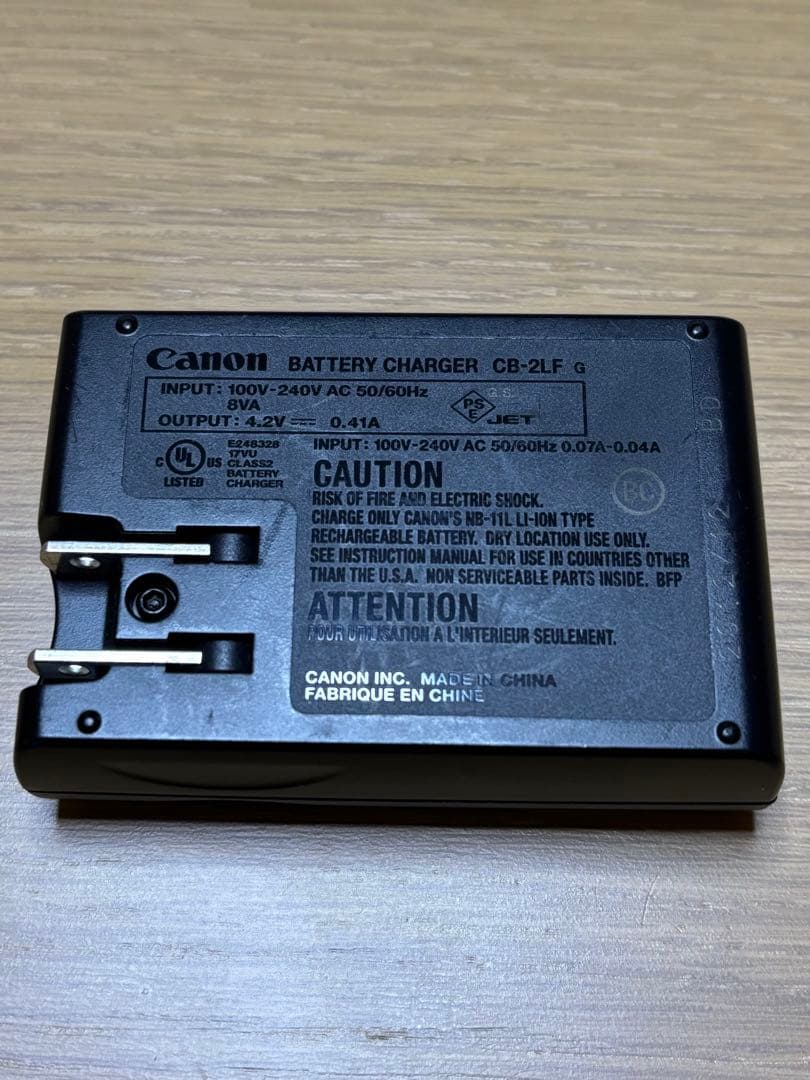 Canon BATTERY CHARGER CB-2LF G
INPUT: 100V-240V AC 50/60Hz
8VA
OUTPUT: 4.2V⎓ 0.41A
PS
E
JET
INPUT: 100V-240V AC 50/60Hz 0.07A-0.04A
C UL US
LISTED
E248328
17VU
CLASS2
BATTERY
CHARGER
BC
CAUTION
RISK OF FIRE AND ELECTRIC SHOCK.
CHARGE ONLY CANON'S NB-11L LI-ION TYPE
RECHARGEABLE BATTERY. DRY LOCATION USE ONLY.
SEE INSTRUCTION MANUAL FOR USE IN COUNTRIES OTHER
THAN THE U.S.A. NON SERVICEABLE PARTS INSIDE. BFP
ATTENTION
POUR UTILISATION A L'INTERIEUR SEULEMENT.
CANON INC. MADE IN CHINA
FABRIQUE EN CHINE